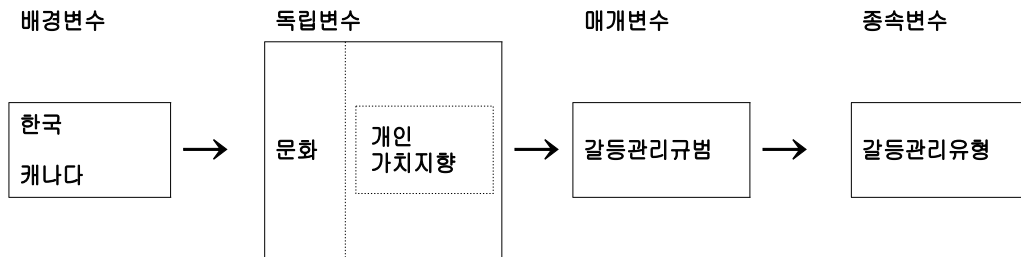 배경변수
독립변수
매개변수
종속변수
한국
캐나다
문화
개인
가치지향
갈등관리규범
갈등관리유형